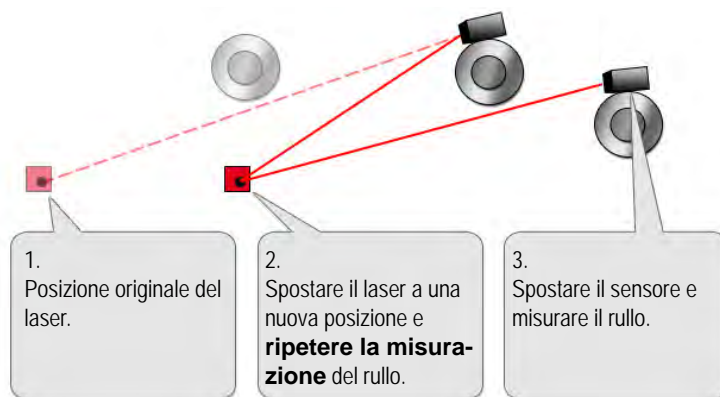 1.
Posizione originale del
laser.
2.
Spostare il laser a una
nuova posizione e
ripetere la misura-
zione del rullo.
3.
Spostare il sensore e
misurare il rullo.